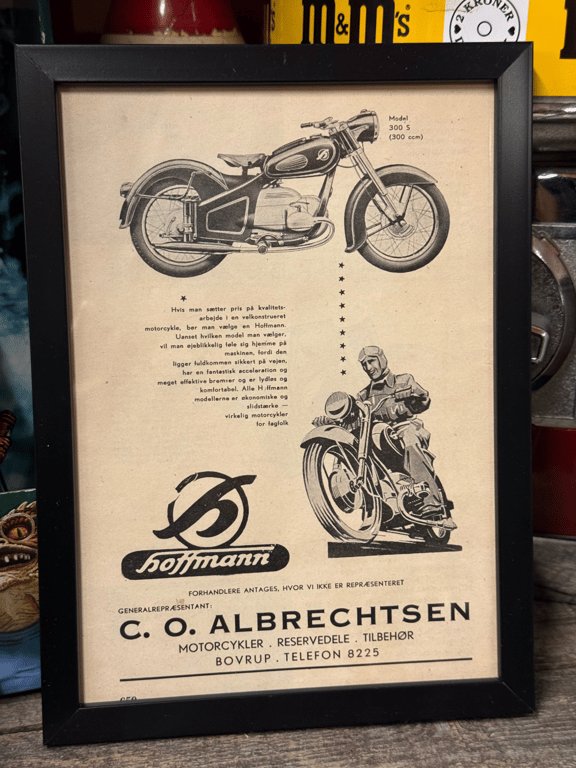 m&m's
2 KRONER
Model
300 S
(300 ccm)
Hvis man sætter pris på kvalitets-
arbejde i en velkonstrueret
motorcykle, bør man vælge en Hoffmann.
Uanset hvilken model man vælger,
vil man øjeblikkelig føle sig hjemme på
maskinen, fordi den
ligger fuldkommen sikkert på vejen,
har en fantastisk acceleration og
meget effektive bremser og er lydløs og
komfortabel. Alle H ffmann
modellerne er økonomiske og
slidstærke —
virkelig motorcykler
for fagfolk
hoffmann
FORHANDLERE ANTAGES, HVOR VI IKKE ER REPRÆSENTERET
GENERALREPRÆSENTANT:
C. O. ALBRECHTSEN
MOTORCYKLER . RESERVEDELE . TILBEHØR
BOVRUP . TELEFON 8225